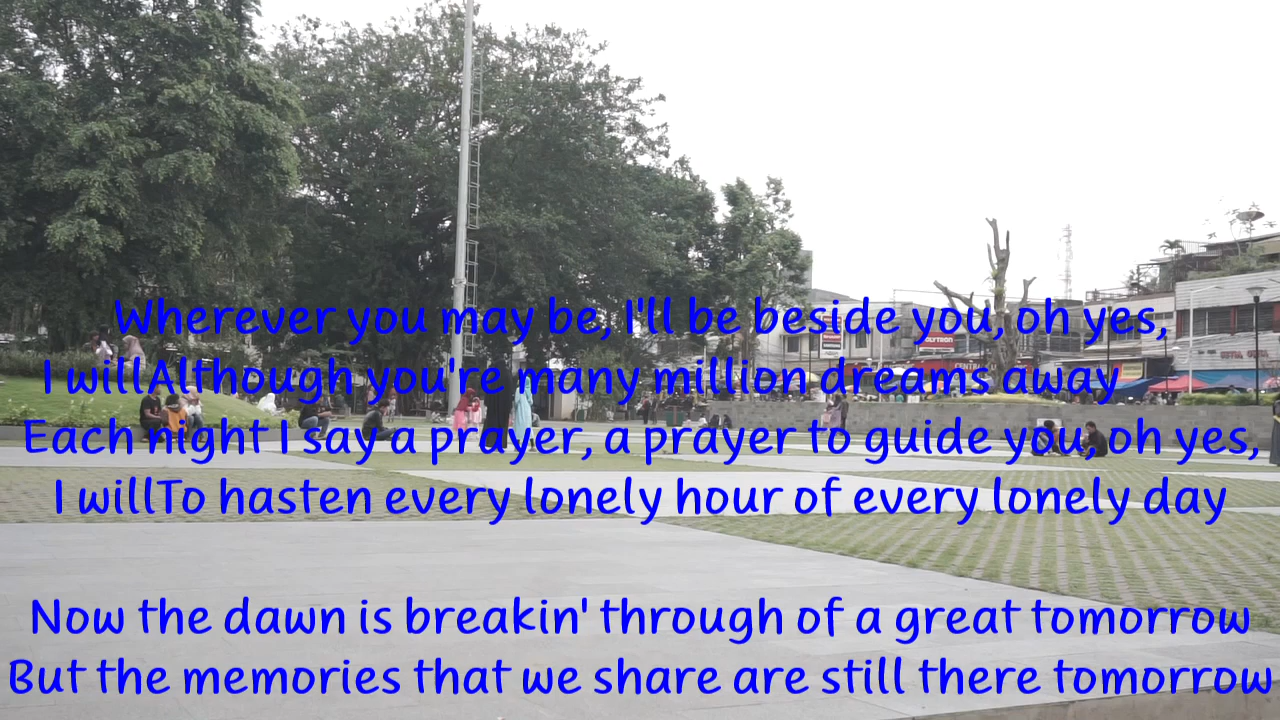 Wherever you may be, I'll be beside you, oh yes,
I willAlthough you're many million dreams away
Each night I say a prayer, a prayer to guide you, oh yes,
I willTo hasten every lonely hour of every lonely day
Now the dawn is breakin' through of a great tomorrow
But the memories that we share are still there tomorrow
POLYTRON